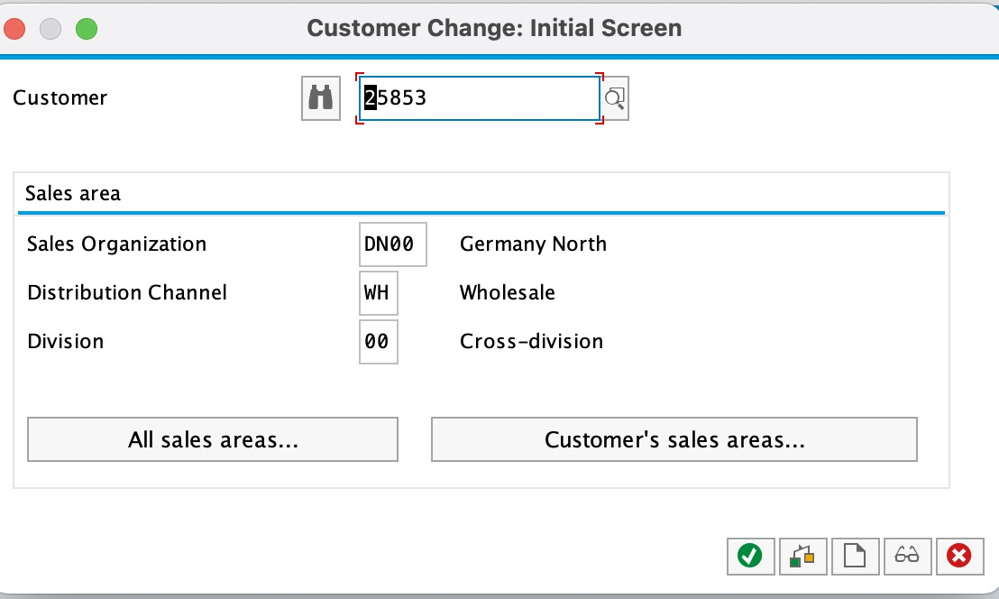 Customer Change: Initial Screen
Customer 25853
Sales area
Sales Organization DN00 Germany North
Distribution Channel WH Wholesale
Division 00 Cross-division
All sales areas... Customer's sales areas...